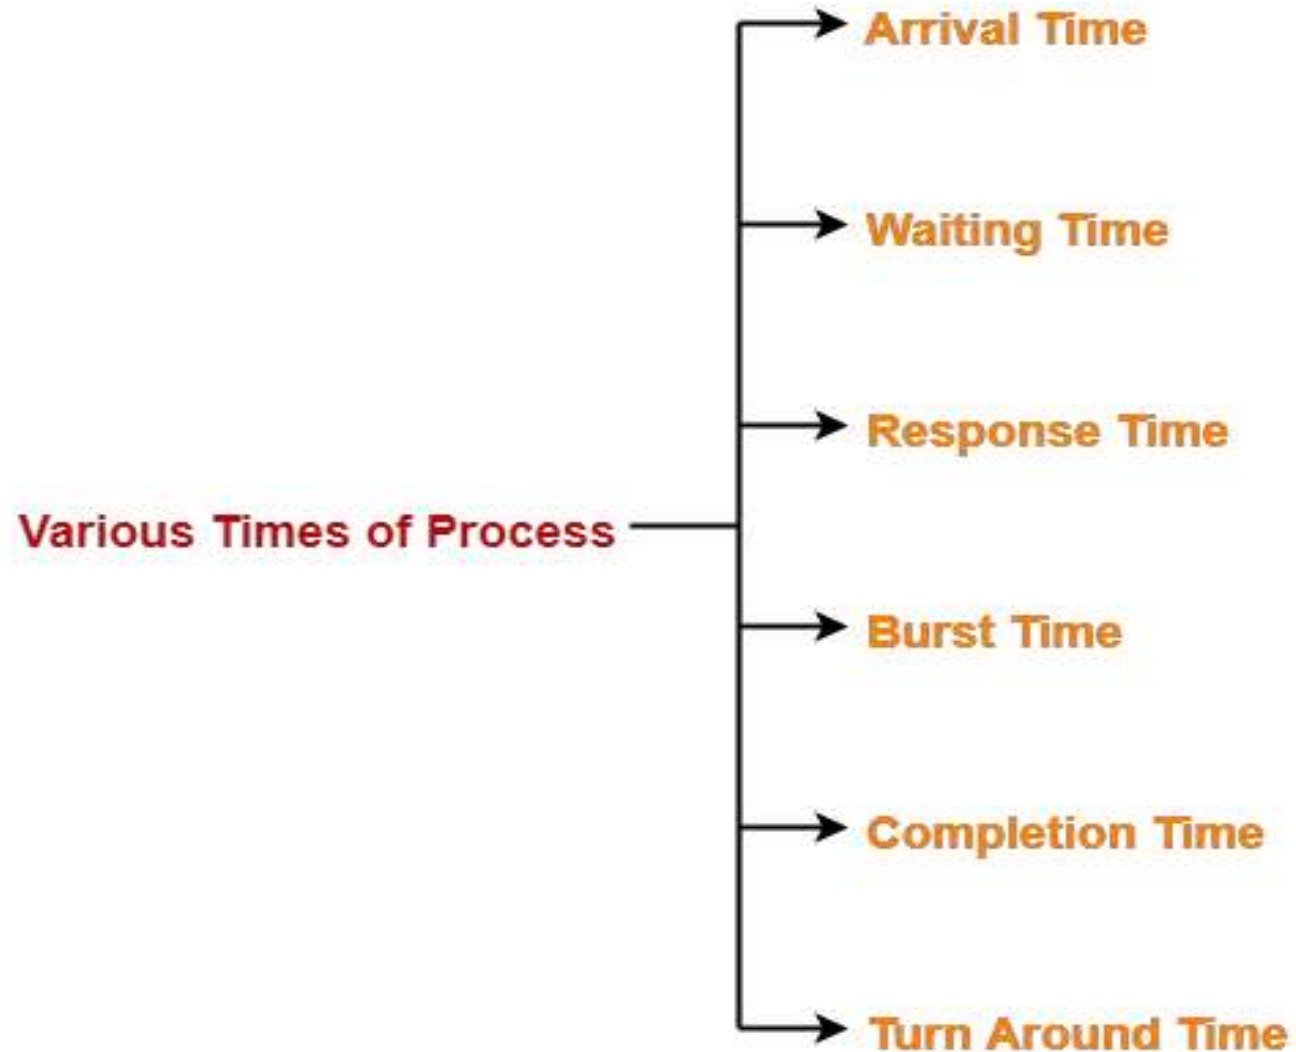 Arrival Time
Waiting Time
Response Time
Various Times of Process
Burst Time
Completion Time
Turn Around Time